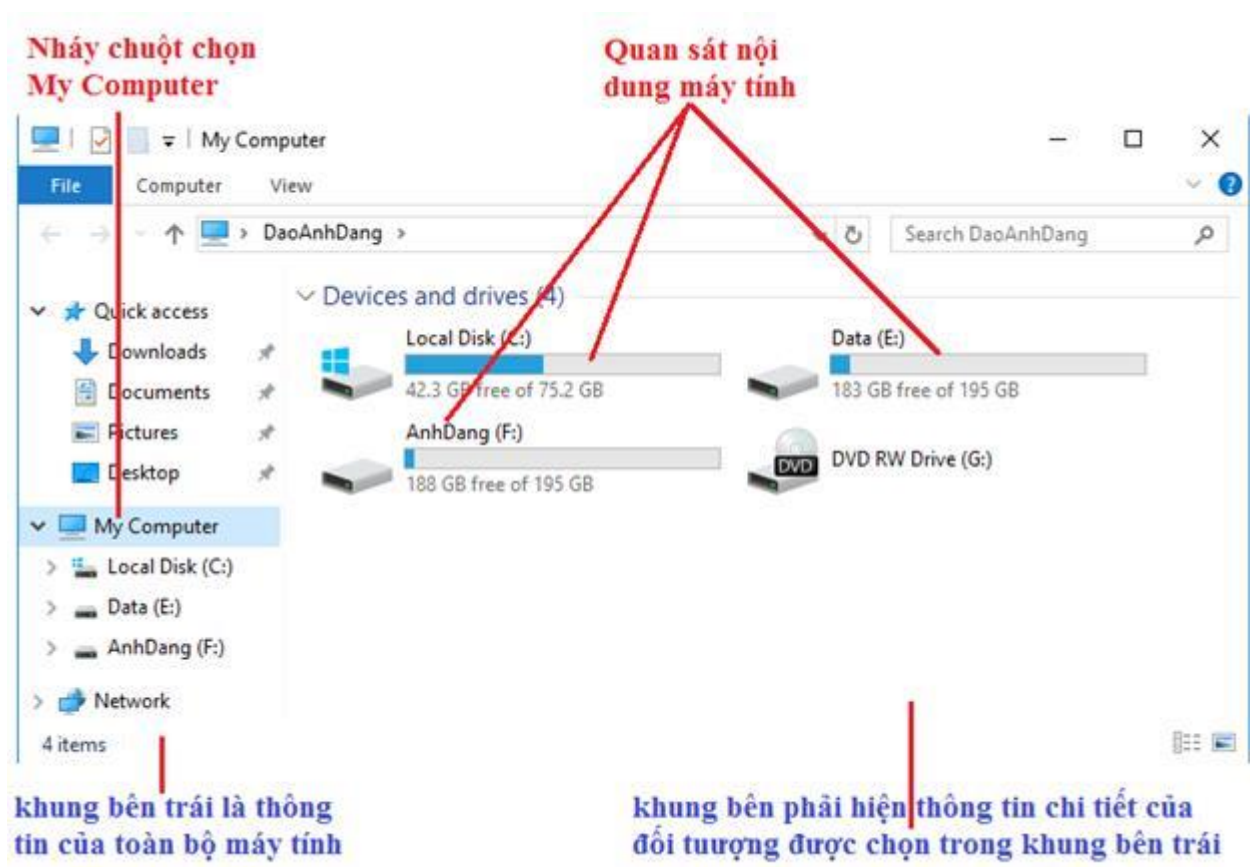 Nháy chuột chọn
My Computer
Quan sát nội
dung máy tính
My Computer
File Computer View
DaoAnhDang
Search DaoAnhDang
Quick access
Downloads
Documents
Pictures
Desktop
My Computer
Local Disk (C:)
Data (E:)
AnhDang (F:)
Network
4 items
Devices and drives (4)
Local Disk (C:)
42.3 GB free of 75.2 GB
Data (E:)
183 GB free of 195 GB
AnhDang (F:)
188 GB free of 195 GB
DVD
DVD RW Drive (G:)
khung bên trái là thông
tin của toàn bộ máy tính
khung bên phải hiện thông tin chi tiết của
đối tuượng được chọn trong khung bên trái